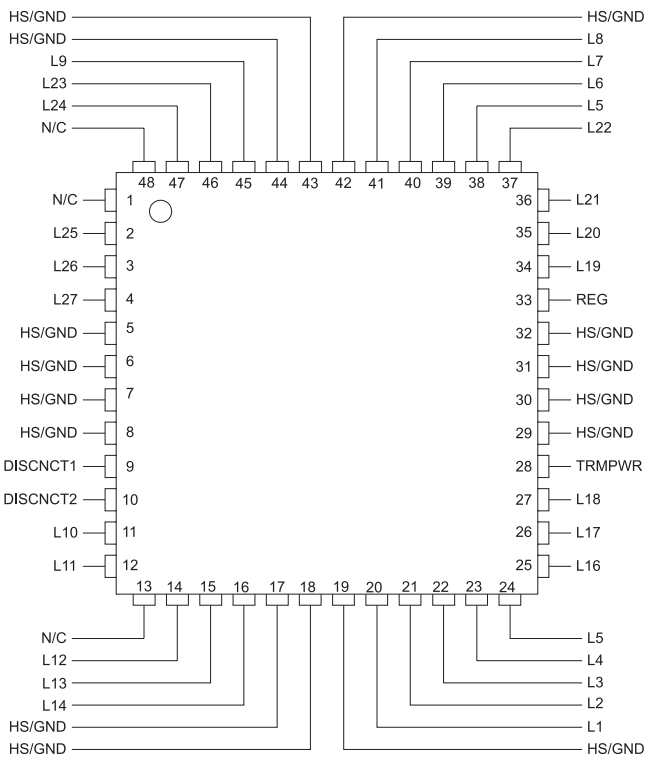 HS/GND HS/GND
HS/GND L8
L9 L7
L23 L6
L24 L5
N/C L22
48 47 46 45 44 43 42 41 40 39 38 37
N/C 1 36 L21
L25 2 35 L20
L26 3 34 L19
L27 4 33 REG
HS/GND 5 32 HS/GND
HS/GND 6 31 HS/GND
HS/GND 7 30 HS/GND
HS/GND 8 29 HS/GND
DISCNCT1 9 28 TRMPWR
DISCNCT2 10 27 L18
L10 11 26 L17
L11 12 25 L16
13 14 15 16 17 18 19 20 21 22 23 24
N/C L5
L12 L4
L13 L3
L14 L2
HS/GND L1
HS/GND HS/GND